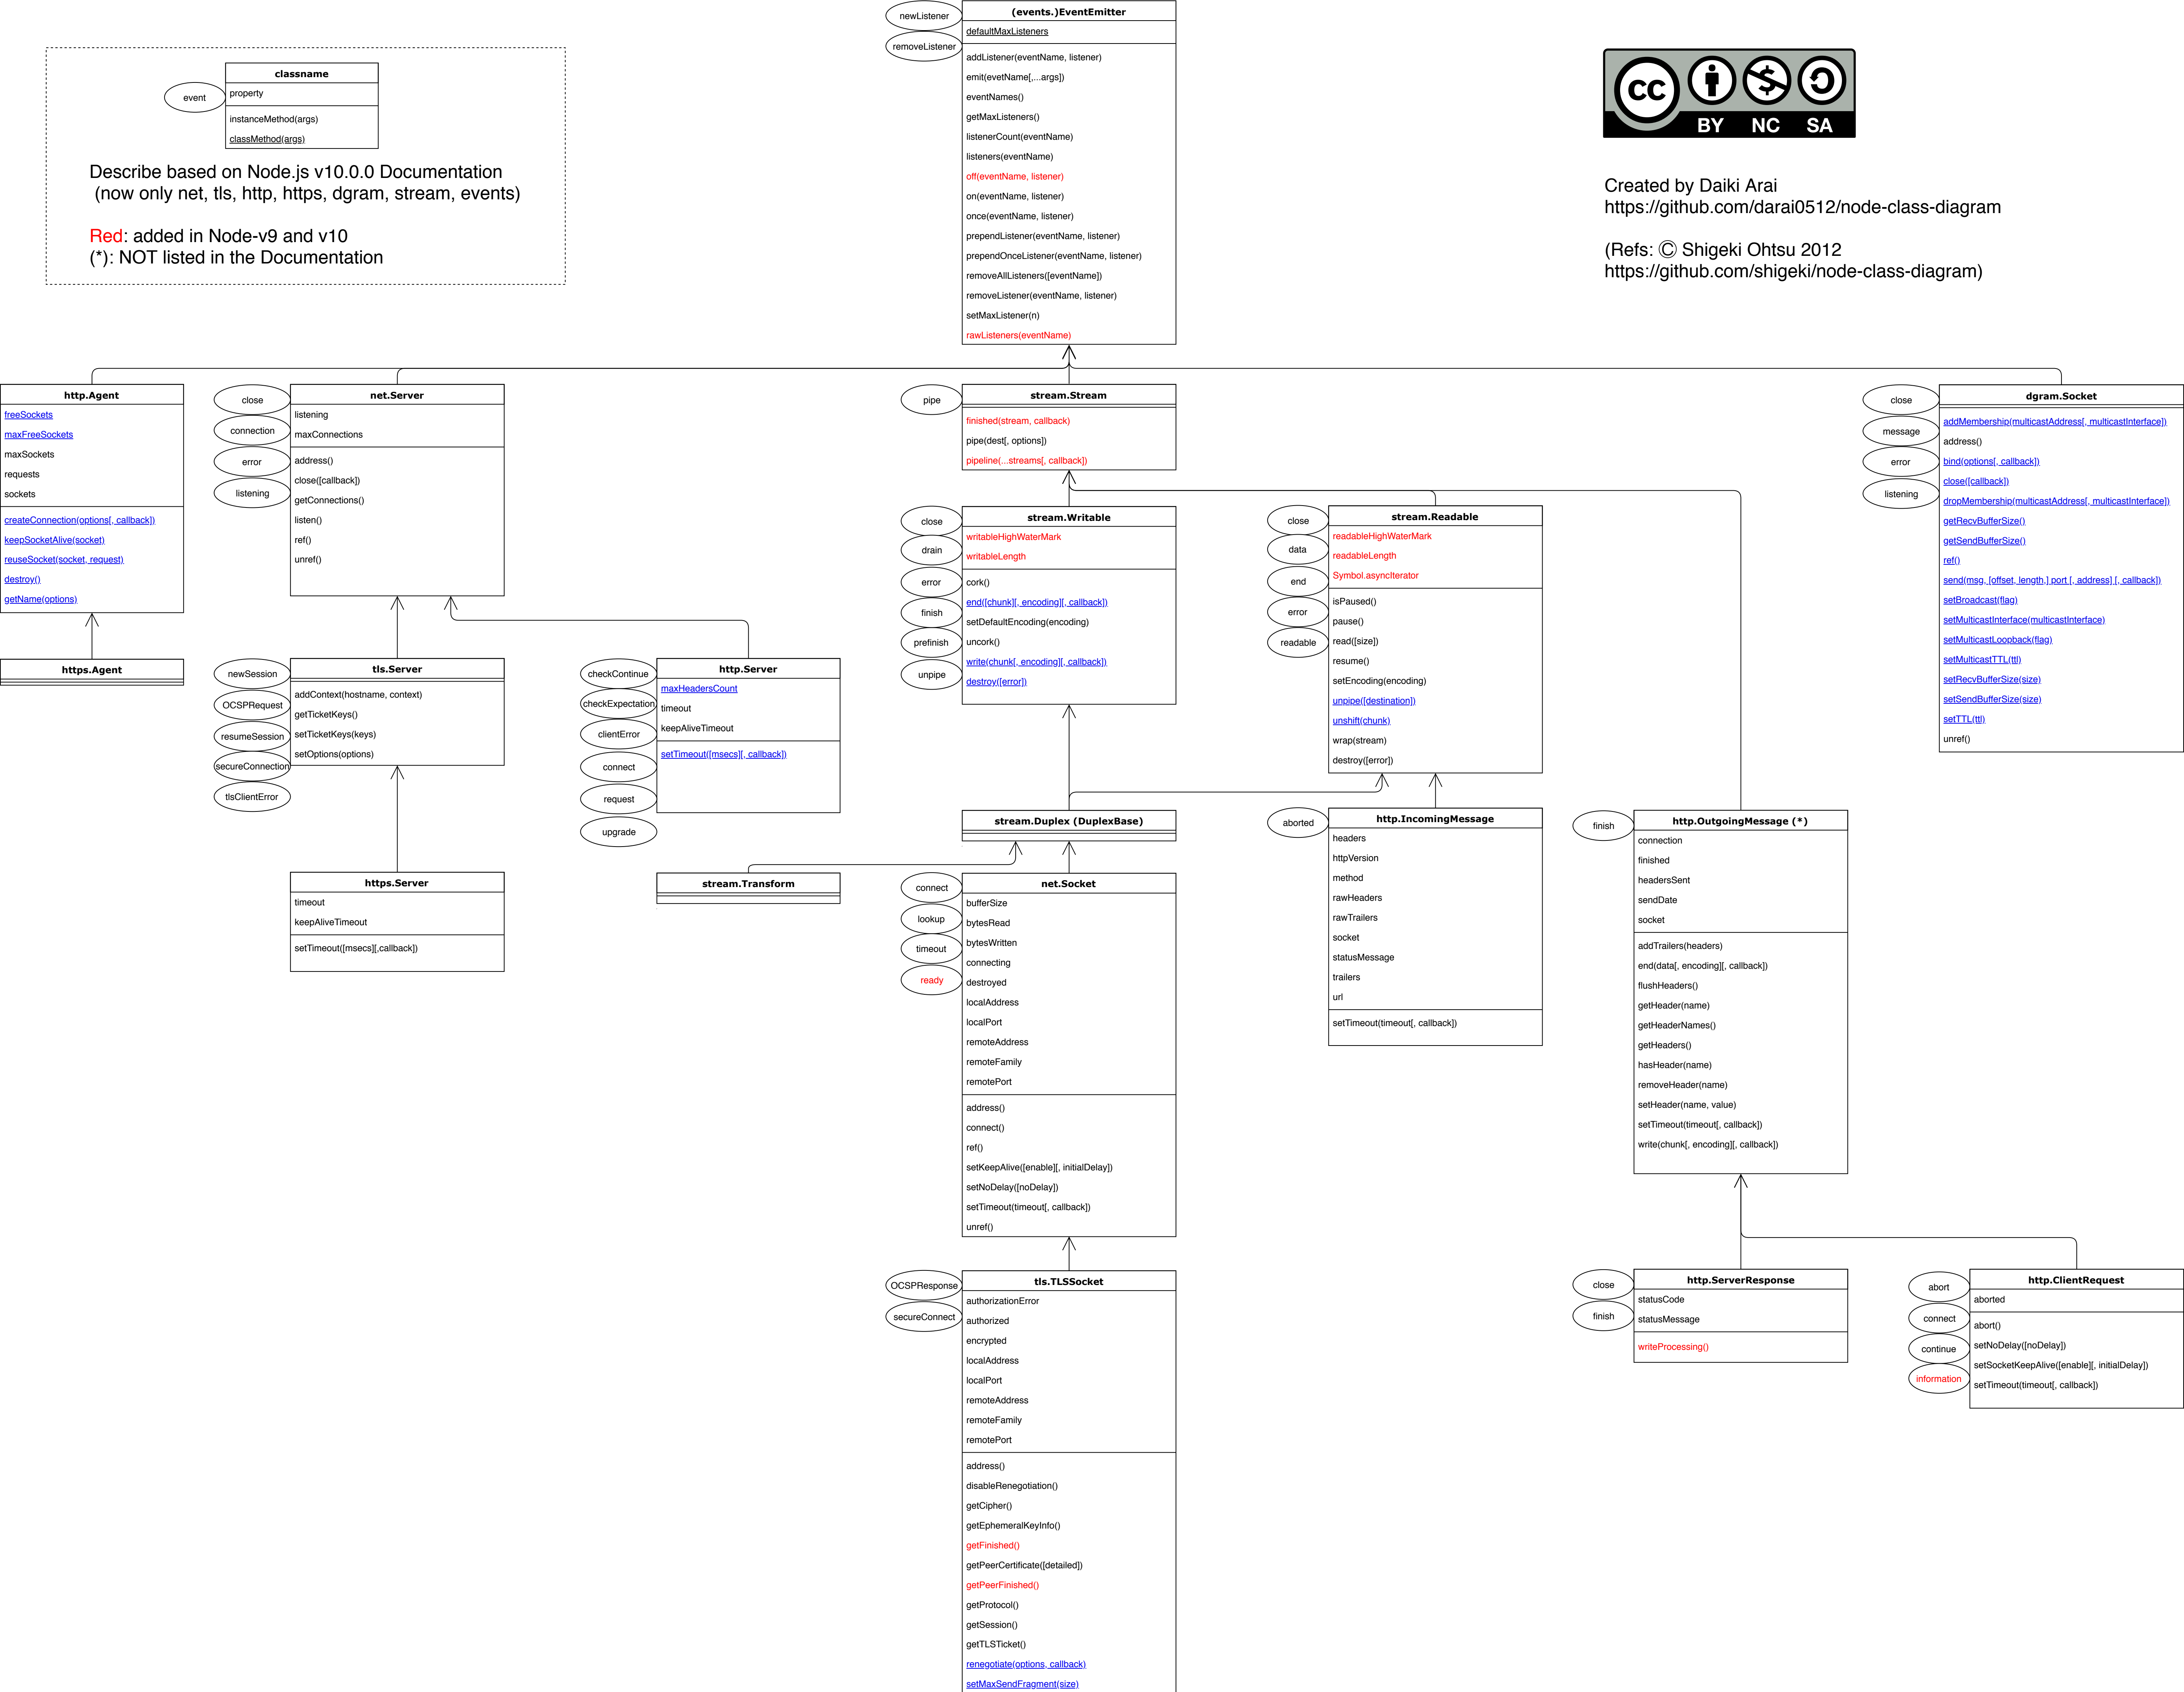 newListener
removeListener
(events.)EventEmitter
defaultMaxListeners
addListener(eventName, listener)
emit(evetName[,...args])
eventNames()
getMaxListeners()
listenerCount(eventName)
listeners(eventName)
off(eventName, listener)
on(eventName, listener)
once(eventName, listener)
prependListener(eventName, listener)
prependOnceListener(eventName, listener)
removeAllListeners([eventName])
removeListener(eventName, listener)
setMaxListener(n)
rawListeners(eventName)
classname
event
property
instanceMethod(args)
classMethod(args)
Describe based on Node.js v10.0.0 Documentation
(now only net, tls, http, https, dgram, stream, events)
Red: added in Node-v9 and v10
(*): NOT listed in the Documentation
CC
BY NC SA
Created by Daiki Arai
https://github.com/darai0512/node-class-diagram
(Refs: Ⓒ Shigeki Ohtsu 2012
https://github.com/shigeki/node-class-diagram)
http.Agent
freeSockets
maxFreeSockets
maxSockets
requests
sockets
createConnection(options[, callback])
keepSocketAlive(socket)
reuseSocket(socket, request)
destroy()
getName(options)
https.Agent
close
connection
error
listening
net.Server
listening
maxConnections
address()
close([callback])
getConnections()
listen()
ref()
unref()
newSession
OCSPRequest
resumeSession
secureConnection
tlsClientError
tls.Server
addContext(hostname, context)
getTicketKeys()
setTicketKeys(keys)
setOptions(options)
https.Server
timeout
keepAliveTimeout
setTimeout([msecs][,callback])
checkContinue
checkExpectation
clientError
connect
request
upgrade
http.Server
maxHeadersCount
timeout
keepAliveTimeout
setTimeout([msecs][, callback])
stream.Transform
pipe
stream.Stream
finished(stream, callback)
pipe(dest[, options])
pipeline(...streams[, callback])
close
drain
error
finish
prefinish
unpipe
stream.Writable
writableHighWaterMark
writableLength
cork()
end([chunk][, encoding][, callback])
setDefaultEncoding(encoding)
uncork()
write(chunk[, encoding][, callback])
destroy([error])
close
data
end
error
readable
stream.Readable
readableHighWaterMark
readableLength
Symbol.asyncIterator
isPaused()
pause()
read([size])
resume()
setEncoding(encoding)
unpipe([destination])
unshift(chunk)
wrap(stream)
destroy([error])
stream.Duplex (DuplexBase)
connect
lookup
timeout
ready
net.Socket
bufferSize
bytesRead
bytesWritten
connecting
destroyed
localAddress
localPort
remoteAddress
remoteFamily
remotePort
address()
connect()
ref()
setKeepAlive([enable][, initialDelay])
setNoDelay([noDelay])
setTimeout(timeout[, callback])
unref()
OCSPResponse
secureConnect
tls.TLSSocket
authorizationError
authorized
encrypted
localAddress
localPort
remoteAddress
remoteFamily
remotePort
address()
disableRenegotiation()
getCipher()
getEphemeralKeyInfo()
getFinished()
getPeerCertificate([detailed])
getPeerFinished()
getProtocol()
getSession()
getTLSTicket()
renegotiate(options, callback)
setMaxSendFragment(size)
aborted
http.IncomingMessage
headers
httpVersion
method
rawHeaders
rawTrailers
socket
statusMessage
trailers
url
setTimeout(timeout[, callback])
finish
http.OutgoingMessage (*)
connection
finished
headersSent
sendDate
socket
addTrailers(headers)
end(data[, encoding][, callback])
flushHeaders()
getHeader(name)
getHeaderNames()
getHeaders()
hasHeader(name)
removeHeader(name)
setHeader(name, value)
setTimeout(timeout[, callback])
write(chunk[, encoding][, callback])
close
finish
http.ServerResponse
statusCode
statusMessage
writeProcessing()
abort
connect
continue
information
http.ClientRequest
aborted
abort()
setNoDelay([noDelay])
setSocketKeepAlive([enable][, initialDelay])
setTimeout(timeout[, callback])
close
message
error
listening
dgram.Socket
addMembership(multicastAddress[, multicastInterface])
address()
bind(options[, callback])
close([callback])
dropMembership(multicastAddress[, multicastInterface])
getRecvBufferSize()
getSendBufferSize()
ref()
send(msg, [offset, length,] port [, address] [, callback])
setBroadcast(flag)
setMulticastInterface(multicastInterface)
setMulticastLoopback(flag)
setMulticastTTL(ttl)
setRecvBufferSize(size)
setSendBufferSize(size)
setTTL(ttl)
unref()